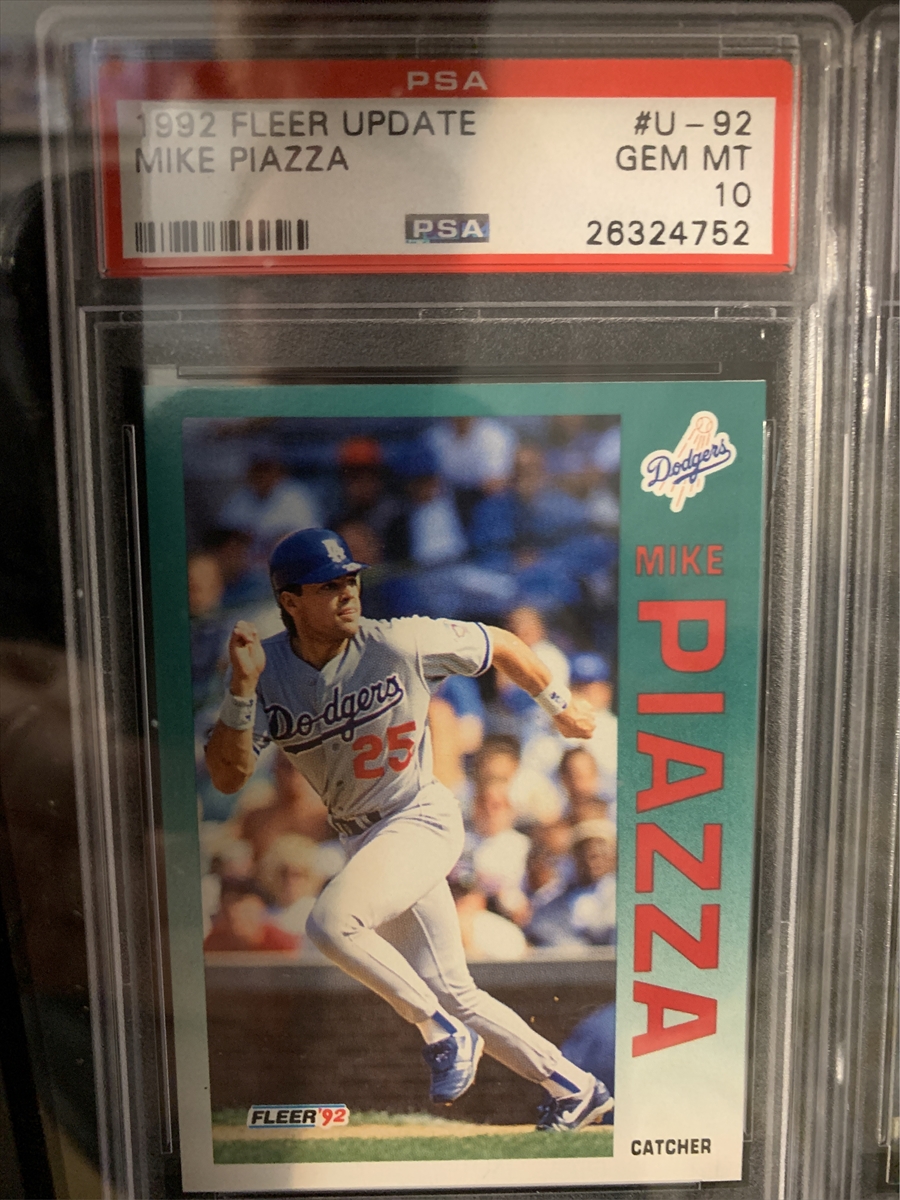 PSA
1992 FLEER UPDATE #U-92
MIKE PIAZZA GEM MT
10
PSA 26324752
Dodgers
MIKE
PIAZZA
LA
Dodgers
25
FLEER'92
CATCHER